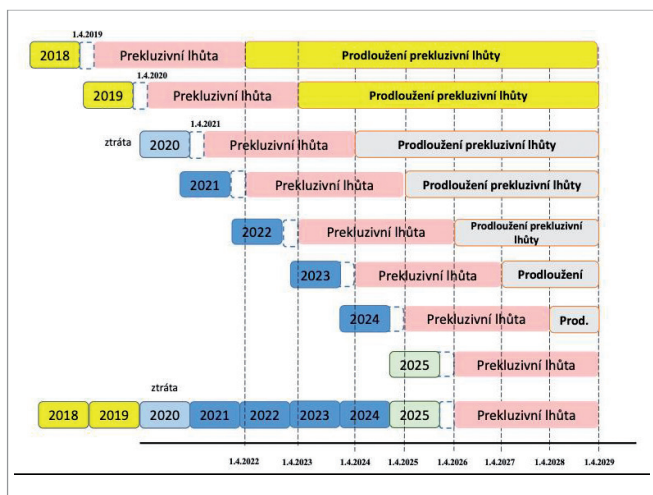 1.4.2019
2018 Prekluzivní lhůta Prodloužení prekluzivní lhůty
1.4.2020
2019 Prekluzivní lhůta Prodloužení prekluzivní lhůty
1.4.2021
ztráta 2020 Prekluzivní lhůta Prodloužení prekluzivní lhůty
2021 Prekluzivní lhůta Prodloužení prekluzivní lhůty
2022 Prekluzivní lhůta Prodloužení prekluzivní
lhůty
2023 Prekluzivní lhůta Prodloužení
2024 Prekluzivní lhůta Prod.
2025 Prekluzivní lhůta
ztráta
2018 2019 2020 2021 2022 2023 2024 2025 Prekluzivní lhůta
1.4.2022 1.4.2023 1.4.2024 1.4.2025 1.4.2026 1.4.2027 1.4.2028 1.4.2029